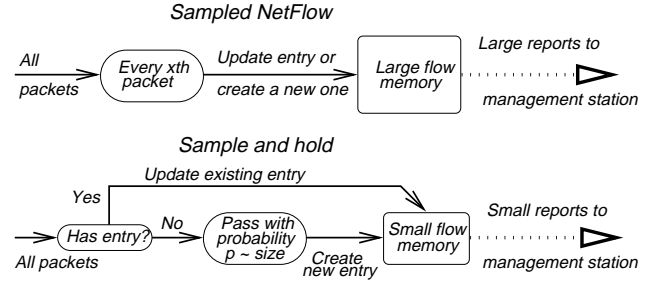 Sampled NetFlow
All
packets
Every xth
packet
Update entry or
create a new one
Large flow
memory
Large reports to
management station
Sample and hold
Update existing entry
Yes
Has entry?
All packets
No
Pass with
probability
p ~ size
Create
new entry
Small flow
memory
Small reports to
management station